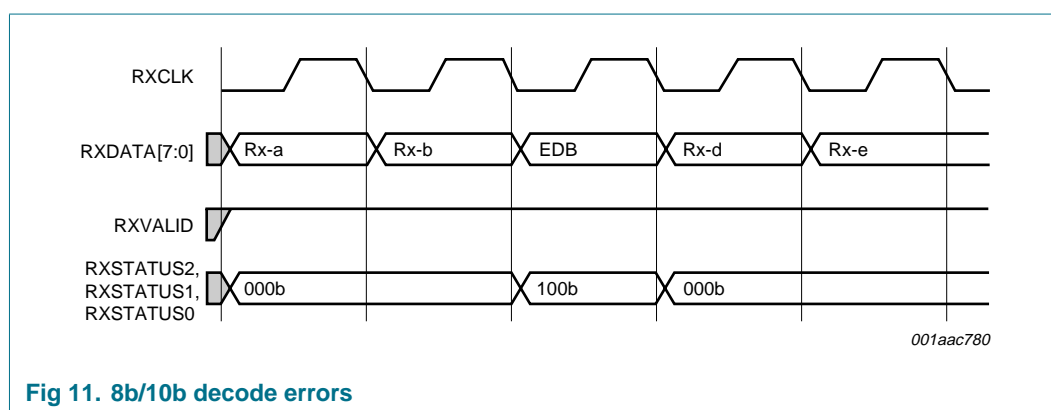 RXCLK
RXDATA[7:0]
Rx-a
Rx-b
EDB
Rx-d
Rx-e
RXVALID
RXSTATUS2,
RXSTATUS1,
RXSTATUS0
000b
100b
000b
001aac780
Fig 11. 8b/10b decode errors